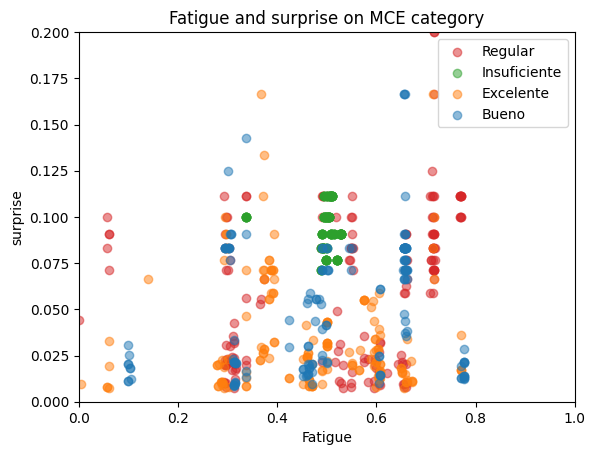 Fatigue and surprise on MCE category
Regular
Insuficiente
Excelente
Bueno
surprise
0.200
0.175
0.150
0.125
0.100
0.075
0.050
0.025
0.000
0.0
0.2
0.4
0.6
0.8
1.0
Fatigue